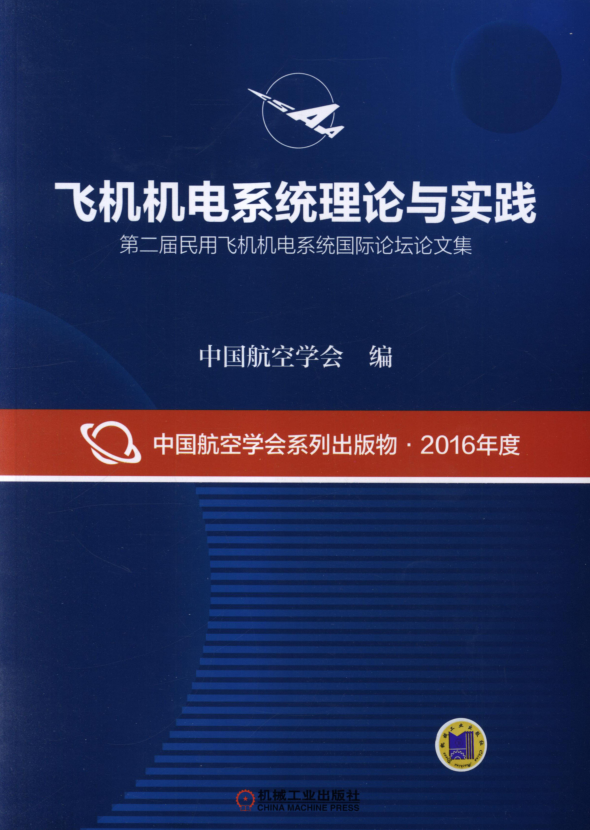 CSAA
飞机机电系统理论与实践
第二届民用飞机机电系统国际论坛论文集
中国航空学会 编
中国航空学会系列出版物·2016年度
机械工业出版社
CHINA MACHINE PRESS